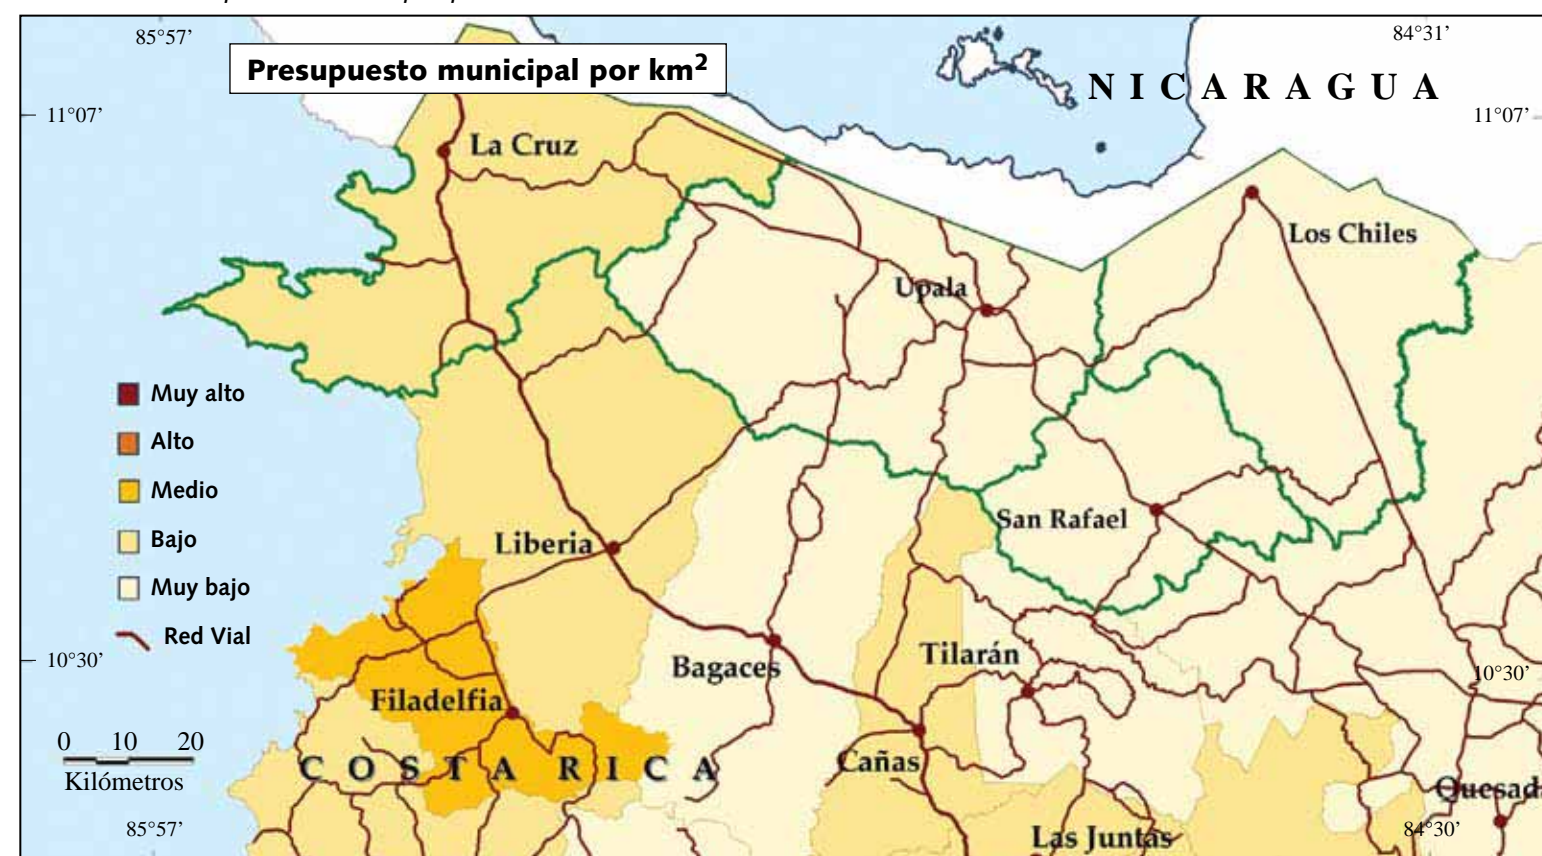 85°57’
84°31’
Presupuesto municipal por km2
NICARAGUA
11°07’
11°07’
La Cruz
Los Chiles
Upala
Muy alto
Alto
Medio
Bajo
Muy bajo
Red Vial
San Rafael
Liberia
Tilarán
Bagaces
10°30’
10°30’
Filadelfia
0 10 20
Kilómetros
COSTA RICA
Cañas
Quesad
85°57’
84°30’
Las Juntas